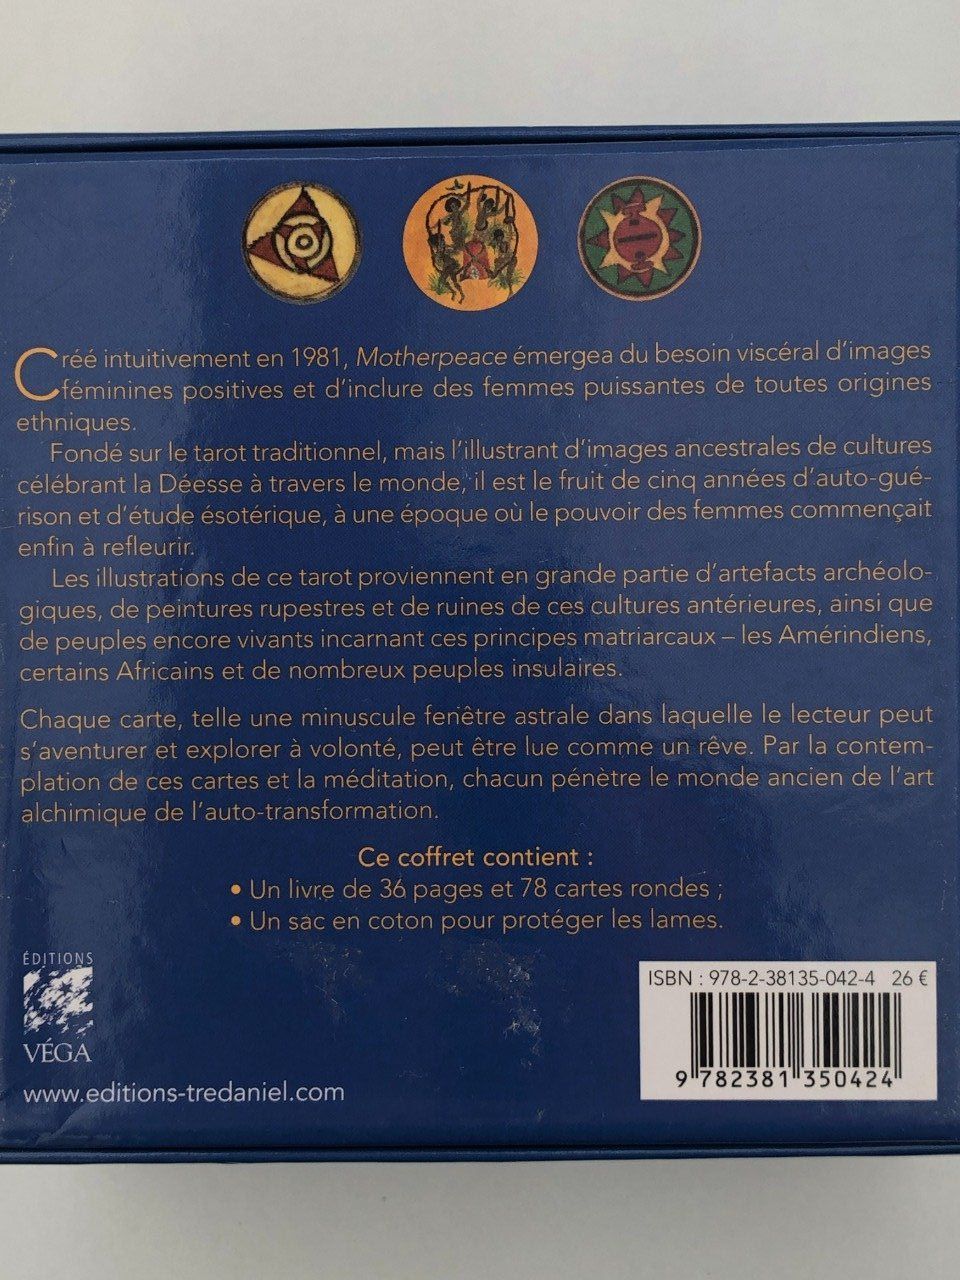 Créé intuitivement en 1981, Motherpeace émergea du besoin viscéral d'images
féminines positives et d'inclure des femmes puissantes de toutes origines
ethniques.
Fondé sur le tarot traditionnel, mais l'illustrant d'images ancestrales de cultures
célébrant la Déesse à travers le monde, il est le fruit de cinq années d'auto-gué-
rison et d'étude ésotérique, à une époque où le pouvoir des femmes commençait
enfin à refleurir.
Les illustrations de ce tarot proviennent en grande partie d'artefacts archéolo-
giques, de peintures rupestres et de ruines de ces cultures antérieures, ainsi que
de peuples encore vivants incarnant ces principes matriarcaux – les Amérindiens,
certains Africains et de nombreux peuples insulaires.
Chaque carte, telle une minuscule fenêtre astrale dans laquelle le lecteur peut
s'aventurer et explorer à volonté, peut être lue comme un rêve. Par la contem-
plation de ces cartes et la méditation, chacun pénètre le monde ancien de l'art
alchimique de l'auto-transformation.
Ce coffret contient :
• Un livre de 36 pages et 78 cartes rondes ;
• Un sac en coton pour protéger les lames.
ÉDITIONS
VÉGA
www.editions-tredaniel.com
ISBN : 978-2-38135-042-4 26 €
9 782381 350424